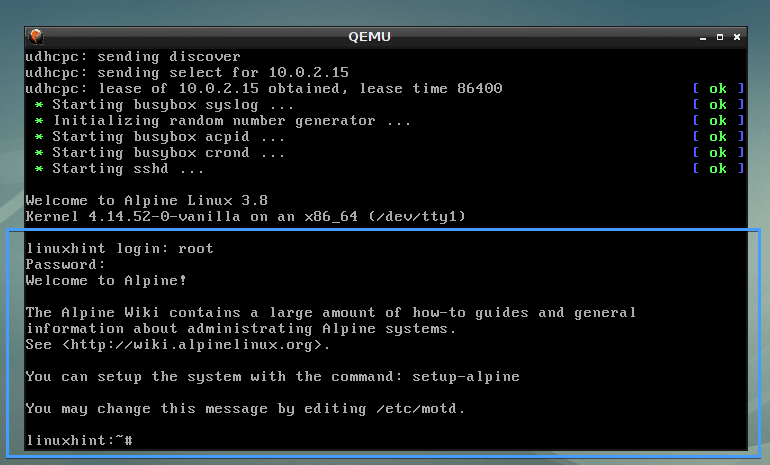 QEMU
udhcpc: sending discover
udhcpc: sending select for 10.0.2.15
udhcpc: lease of 10.0.2.15 obtained, lease time 86400 [ ok ]
* Starting busybox syslog ... [ ok ]
* Initializing random number generator ... [ ok ]
* Starting busybox acpid ... [ ok ]
* Starting busybox crond ... [ ok ]
* Starting sshd ... [ ok ]
Welcome to Alpine Linux 3.8
Kernel 4.14.52-0-vanilla on an x86_64 (/dev/tty1)
linuxhint login: root
Password:
Welcome to Alpine!
The Alpine Wiki contains a large amount of how-to guides and general
information about administrating Alpine systems.
See <http://wiki.alpinelinux.org>.
You can setup the system with the command: setup-alpine
You may change this message by editing /etc/motd.
linuxhint:~#